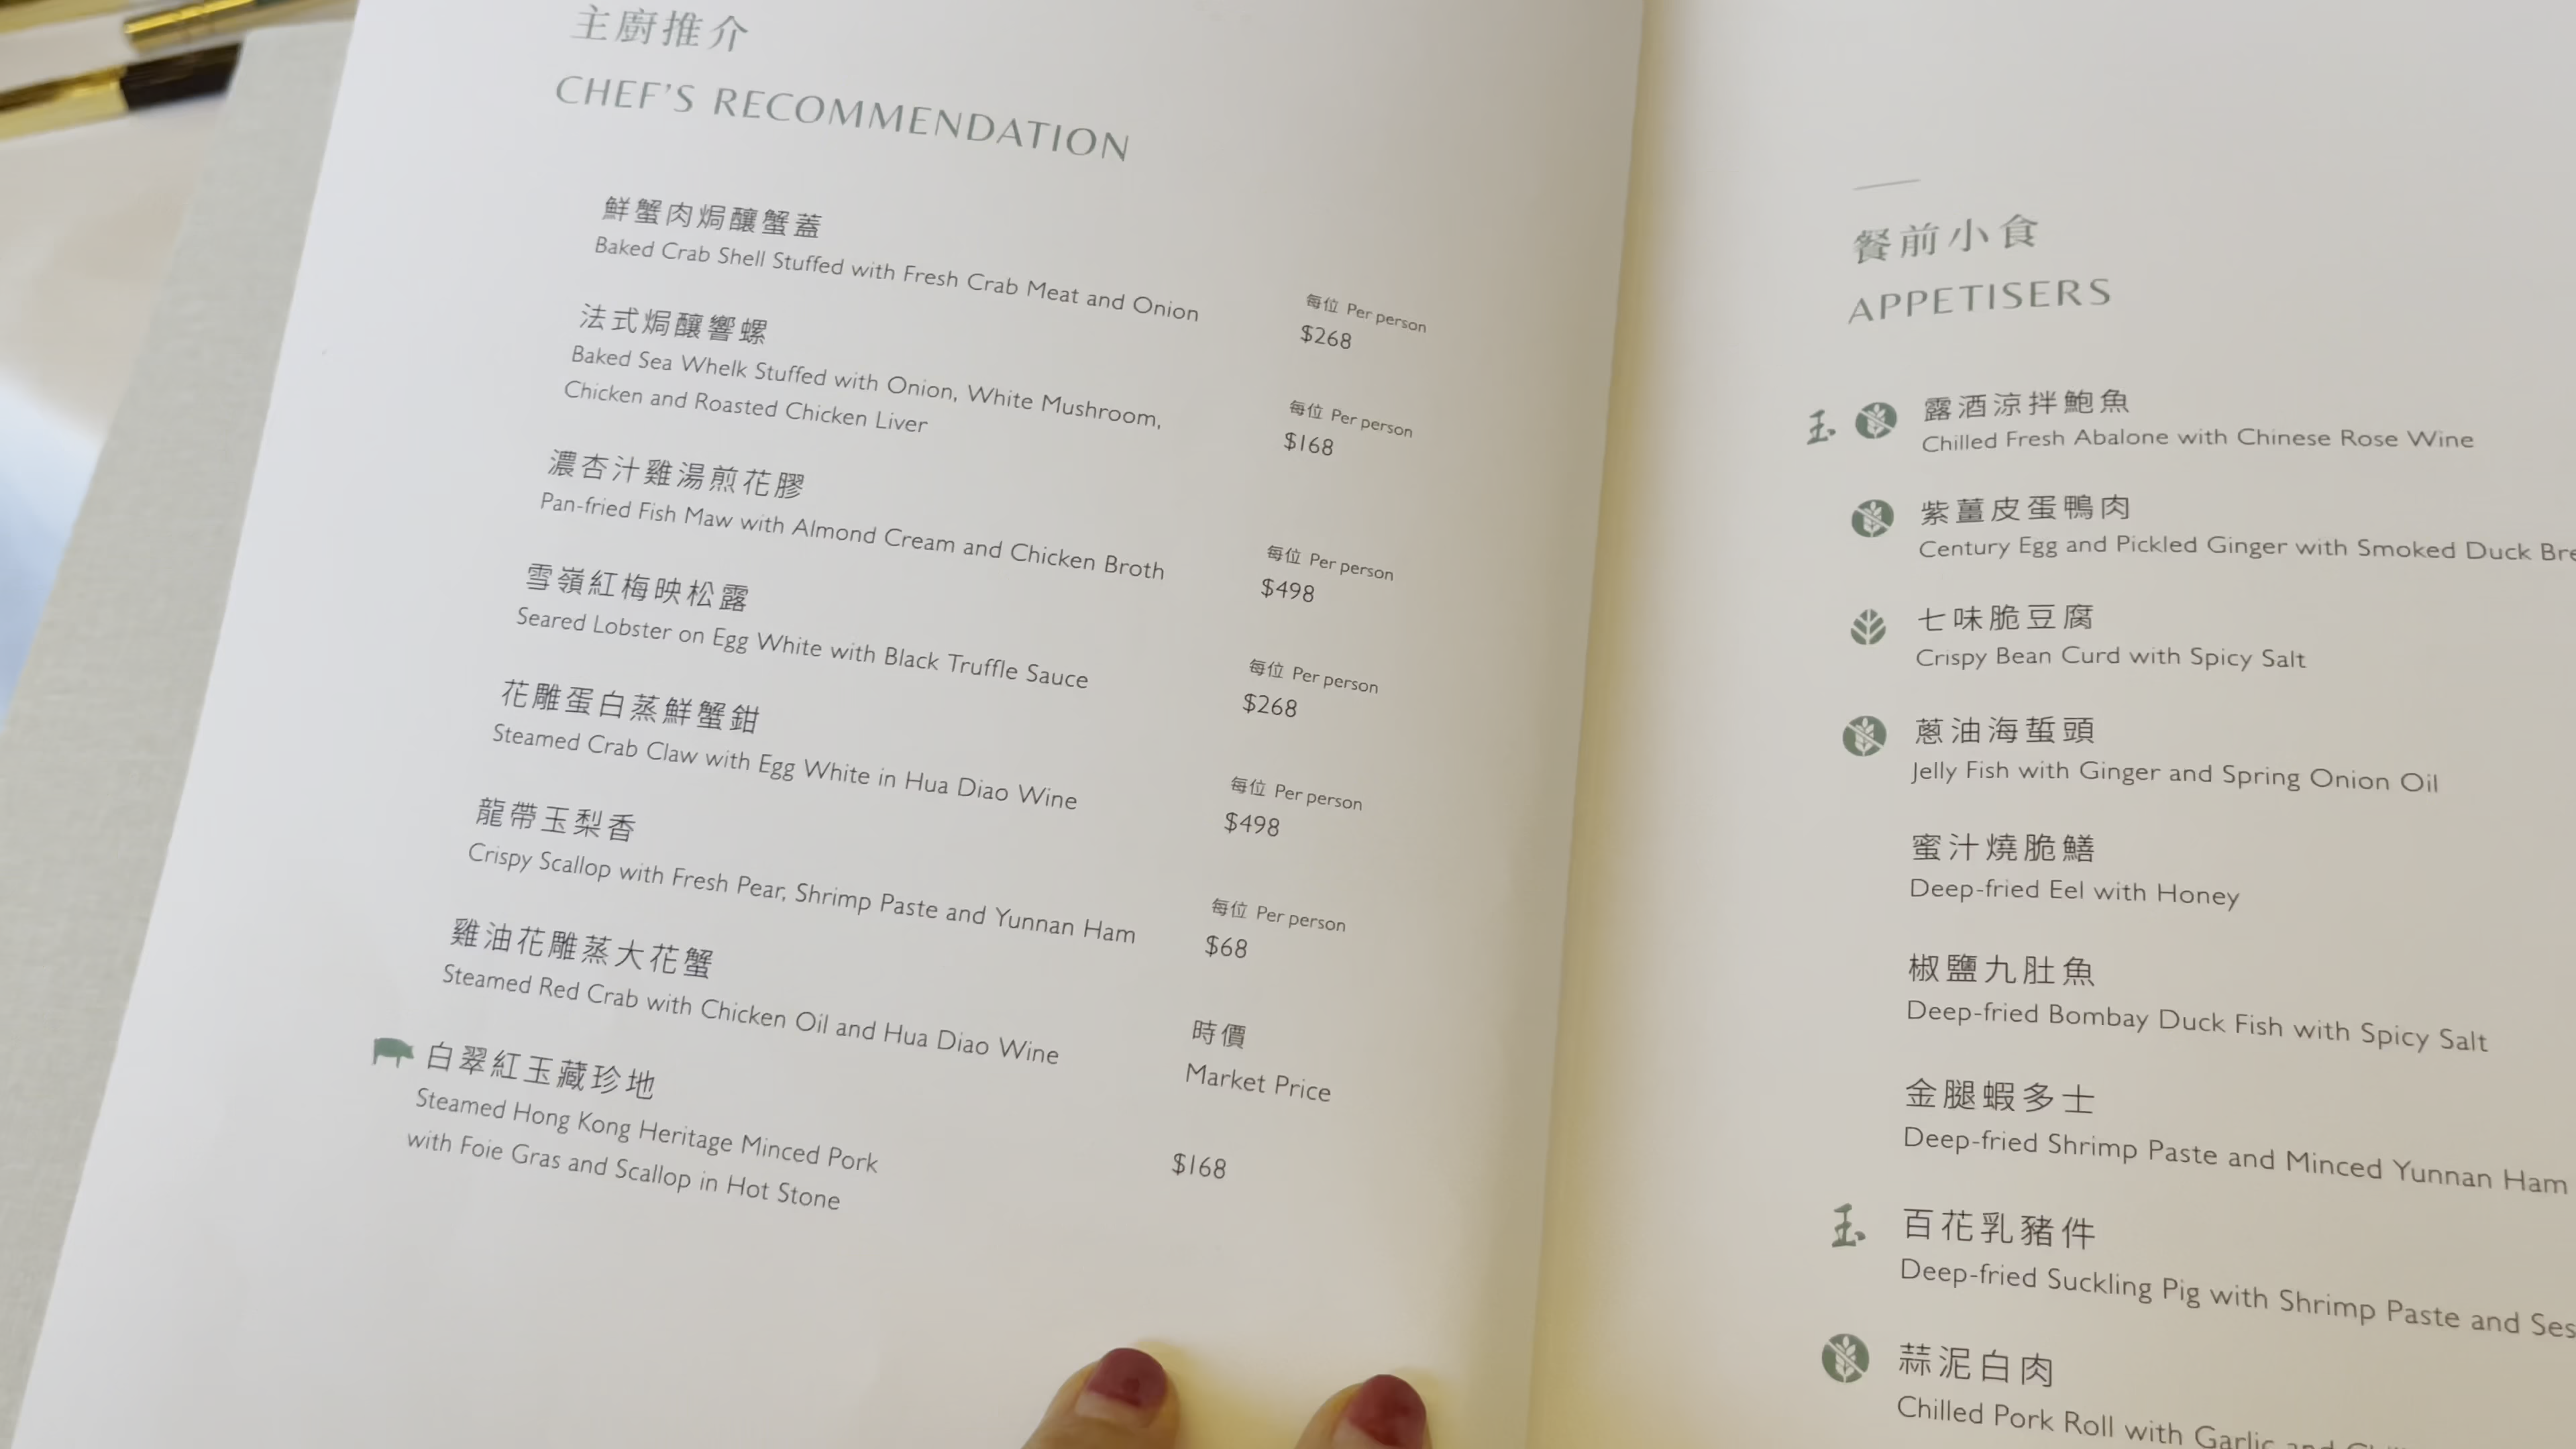 主廚推介
CHEF'S RECOMMENDATION
鮮蟹肉焗釀蟹蓋
Baked Crab Shell Stuffed with Fresh Crab Meat and Onion
每位 Per person
$268
法式焗釀響螺
Baked Sea Whelk Stuffed with Onion, White Mushroom,
Chicken and Roasted Chicken Liver
每位 Per person
$168
濃杏汁雞湯煎花膠
Pan-fried Fish Maw with Almond Cream and Chicken Broth
每位 Per person
$498
雪嶺紅梅映松露
Seared Lobster on Egg White with Black Truffle Sauce
每位 Per person
$268
花雕蛋白蒸鮮蟹鉗
Steamed Crab Claw with Egg White in Hua Diao Wine
每位 Per person
$498
龍帶玉梨香
Crispy Scallop with Fresh Pear, Shrimp Paste and Yunnan Ham
每位 Per person
$68
雞油花雕蒸大花蟹
Steamed Red Crab with Chicken Oil and Hua Diao Wine
時價
Market Price
白翠紅玉藏珍地
Steamed Hong Kong Heritage Minced Pork
with Foie Gras and Scallop in Hot Stone
$168
餐前小食
APPETISERS
玉 露酒涼拌鮑魚
Chilled Fresh Abalone with Chinese Rose Wine
紫薑皮蛋鴨肉
Century Egg and Pickled Ginger with Smoked Duck Bre
七味脆豆腐
Crispy Bean Curd with Spicy Salt
蔥油海蜇頭
Jelly Fish with Ginger and Spring Onion Oil
蜜汁燒脆鱔
Deep-fried Eel with Honey
椒鹽九肚魚
Deep-fried Bombay Duck Fish with Spicy Salt
金腿蝦多士
Deep-fried Shrimp Paste and Minced Yunnan Ham
玉 百花乳豬件
Deep-fried Suckling Pig with Shrimp Paste and Ses
蒜泥白肉
Chilled Pork Roll with Garlic and